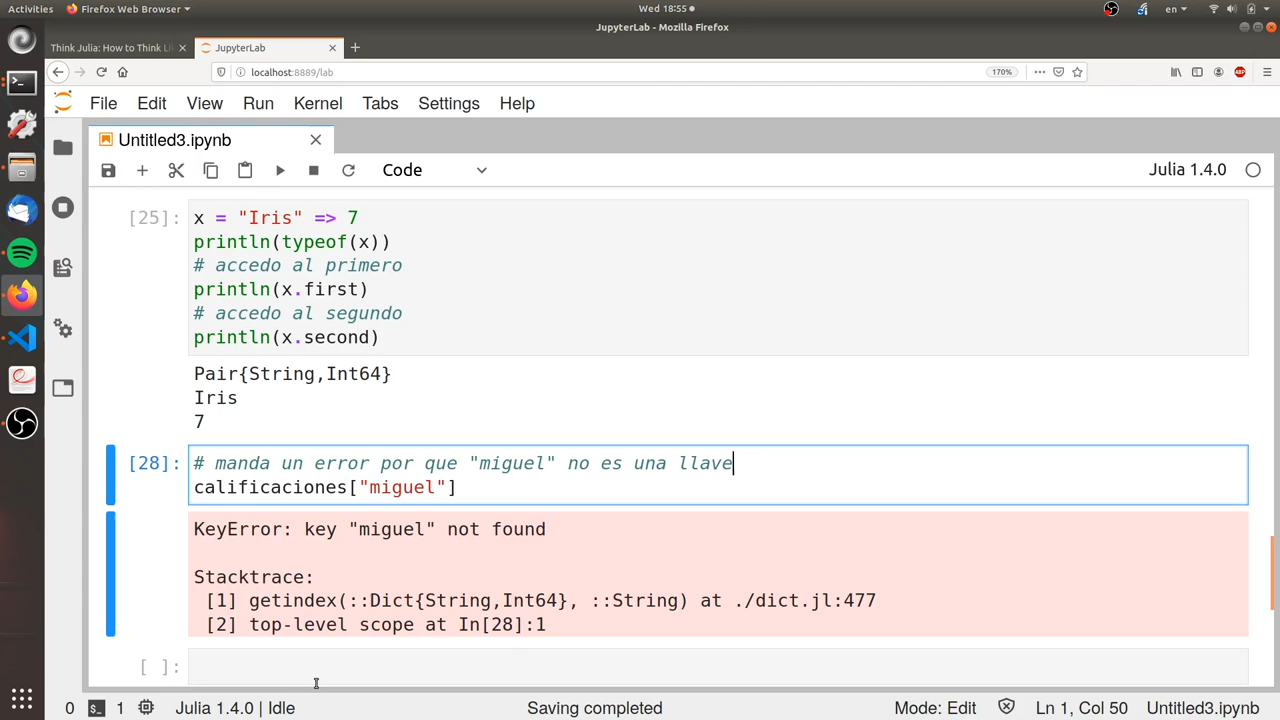 Activities Firefox Web Browser Wed 18:55 en
JupyterLab - Mozilla Firefox
Think Julia: How to Think Li JupyterLab
localhost:8889/lab 170%
File Edit View Run Kernel Tabs Settings Help
Untitled3.ipynb
Code Julia 1.4.0
[25]: x = "Iris" => 7
println(typeof(x))
# accedo al primero
println(x.first)
# accedo al segundo
println(x.second)
Pair{String,Int64}
Iris
7
[28]: # manda un error por que "miguel" no es una llave
calificaciones["miguel"]
KeyError: key "miguel" not found
Stacktrace:
[1] getindex(::Dict{String,Int64}, ::String) at ./dict.jl:477
[2] top-level scope at In[28]:1
[ ]:
0 1 Julia 1.4.0 | Idle Saving completed Mode: Edit Ln 1, Col 50 Untitled3.ipynb